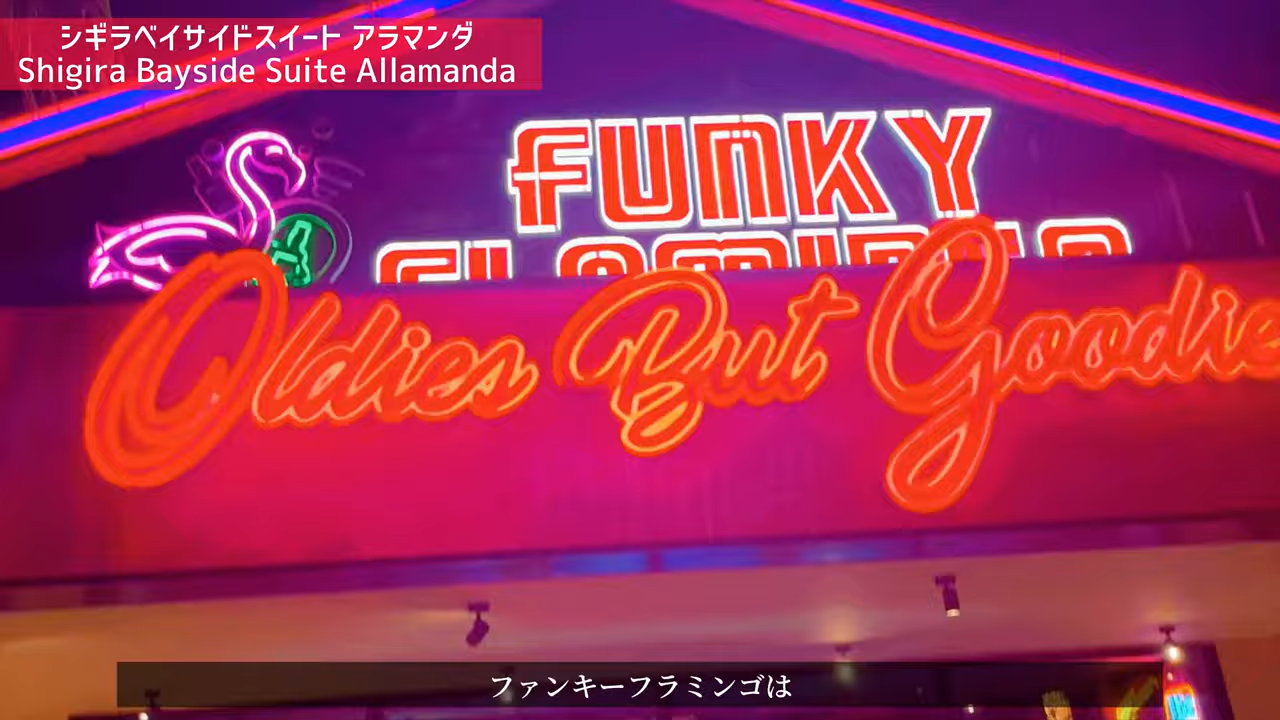 シギラベイサイドスイート アラマンダ
Shigira Bayside Suite Allamanda
FUNKY
FLAMINGO
Oldies But Goodie
ファンキーフラミンゴは